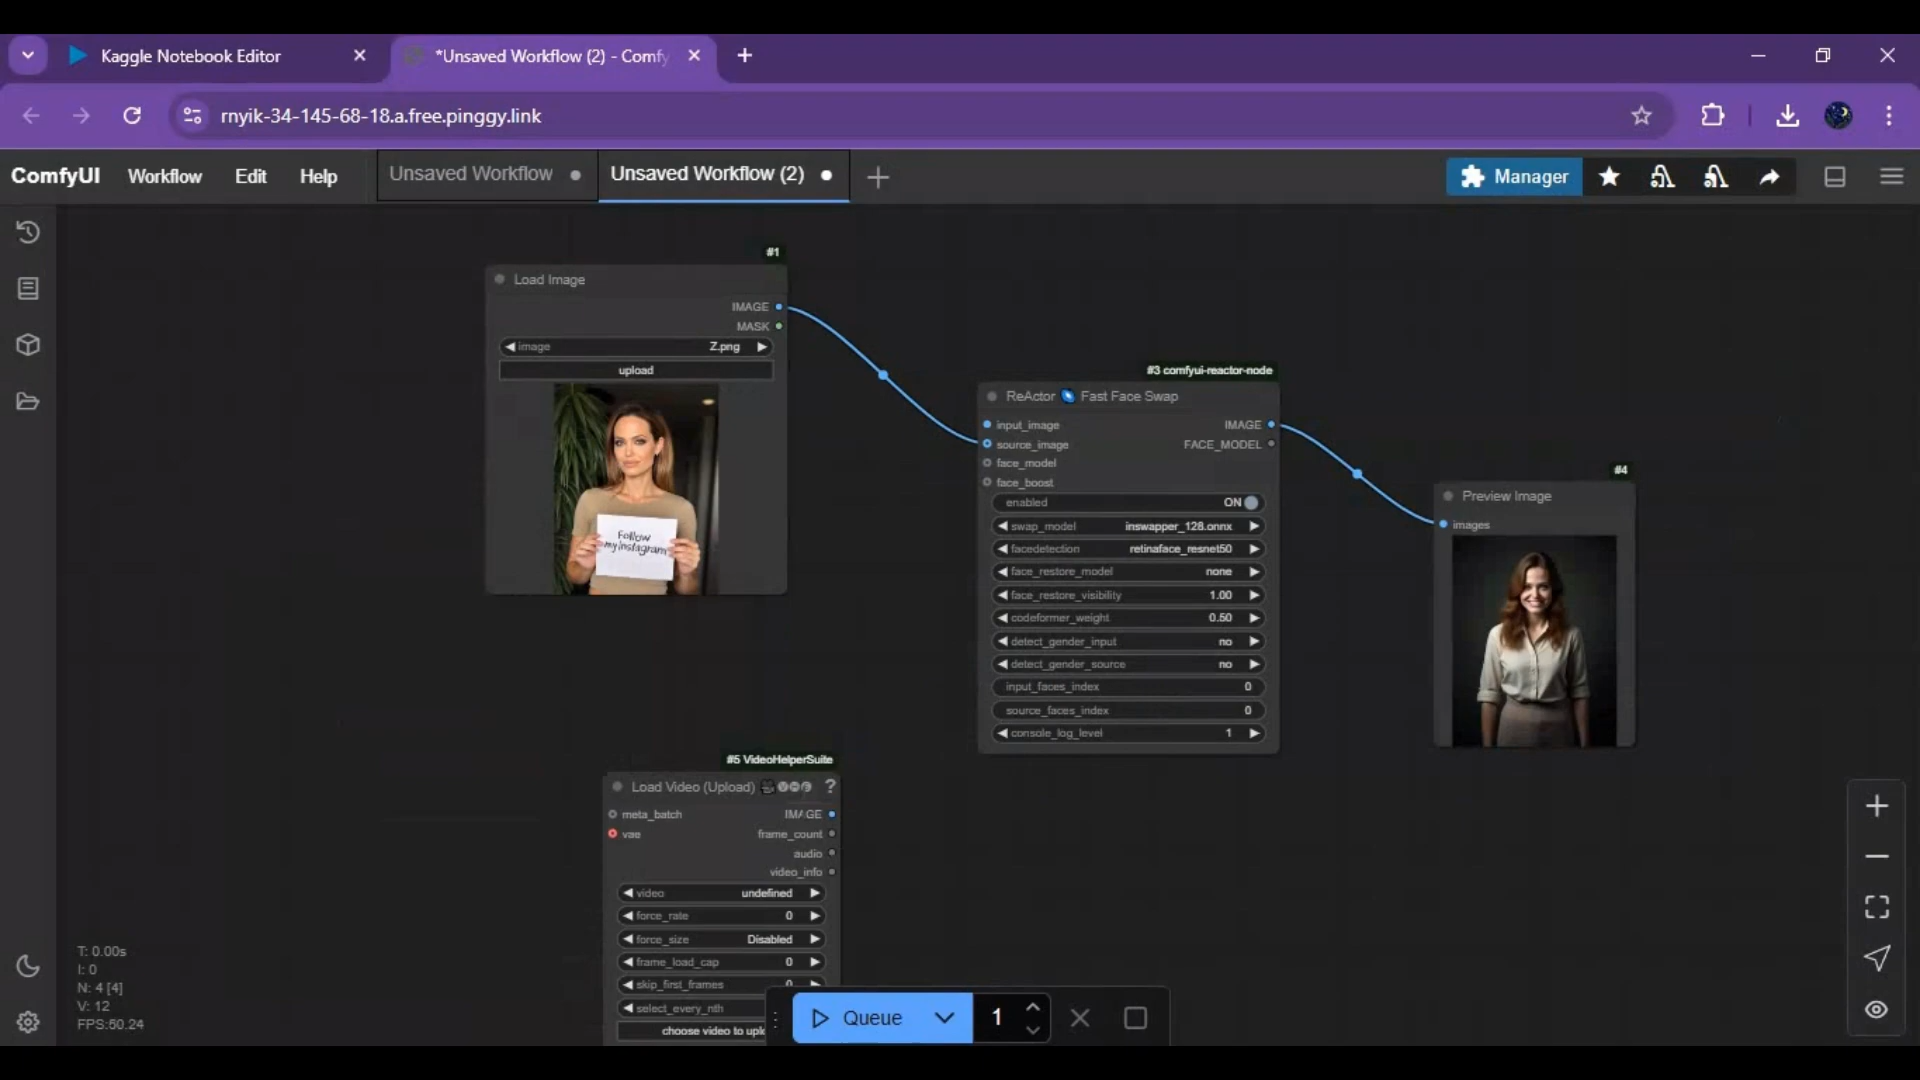 Kaggle Notebook Editor
*Unsaved Workflow (2) - Comfy
rnyik-34-145-68-18.a.free.pinggy.link
ComfyUI Workflow Edit Help
Unsaved Workflow
Unsaved Workflow (2)
Manager
#1
Load Image
IMAGE
MASK
image Z.png
upload
Follow
my instagram
#3 comfyui-reactor-node
ReActor Fast Face Swap
input_image IMAGE
source_image FACE_MODEL
face_model
face_boost
enabled ON
swap_model inswapper_128.onnx
facedetection retinaface_resnet50
face_restore_model none
face_restore_visibility 1.00
codeformer_weight 0.50
detect_gender_input no
detect_gender_source no
input_faces_index 0
source_faces_index 0
console_log_level 1
#4
Preview Image
images
#5 VideoHelperSuite
Load Video (Upload) ?
meta_batch IMAGE
vae frame_count
audio
video_info
video undefined
force_rate 0
force_size Disabled
frame_load_cap 0
skip_first_frames 0
select_every_nth
choose video to uplo
T: 0.00s
I: 0
N: 4 [4]
V: 12
FPS:60.24
Queue 1